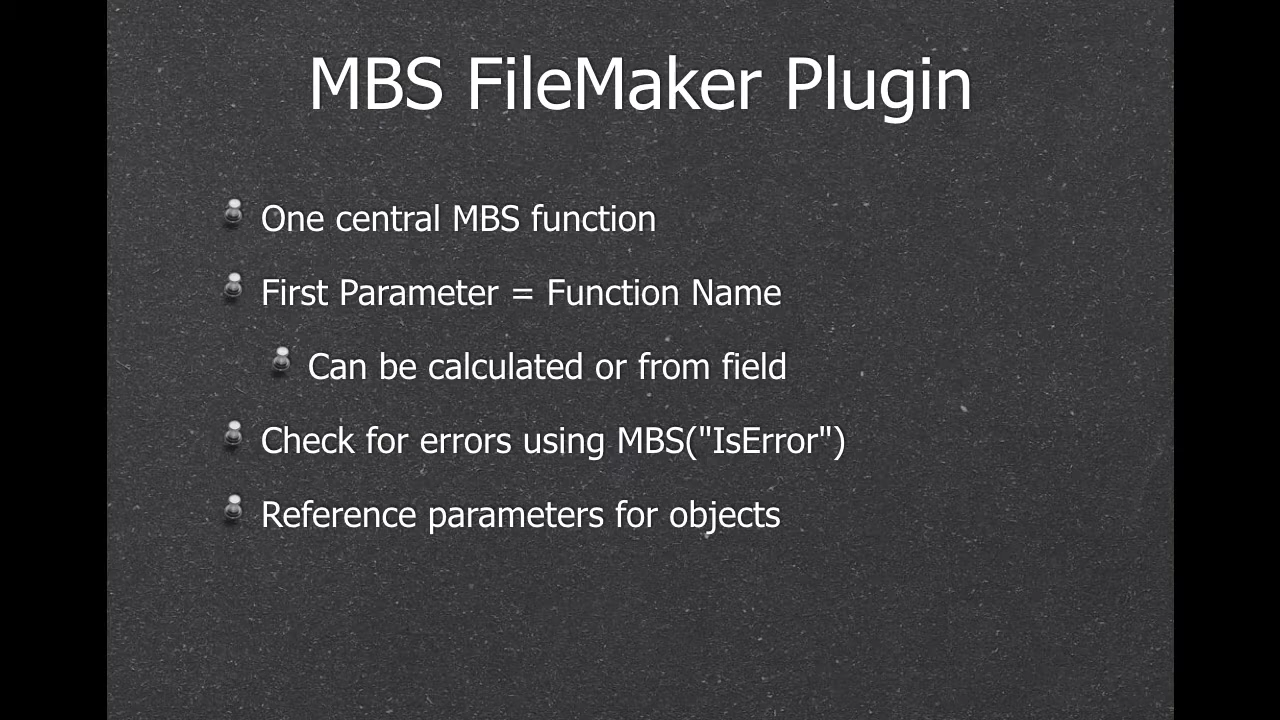 MBS FileMaker Plugin
One central MBS function
First Parameter = Function Name
Can be calculated or from field
Check for errors using MBS("IsError")
Reference parameters for objects